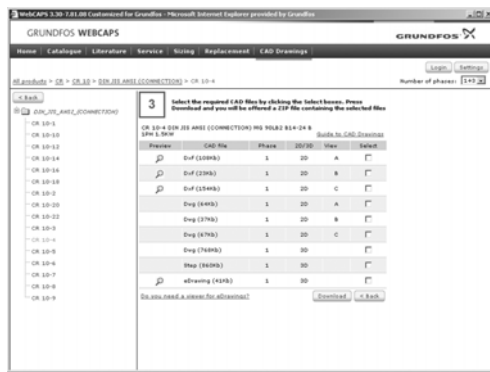 WebCAPS 3.30-7.81.08 Customized for Grundfos - Microsoft Internet Explorer provided by Grundfos
GRUNDFOS WEBCAPS
GRUNDFOS
Home Catalogue Literature Service Sizing Replacement CAD Drawings
Login Settings
All products > CR > CR 10 > DIN JIS ANSI (CONNECTION) > CR 10-4
Number of phases: 1+3
< Back
DIN_JIS_ANSI_(CONNECTION)
CR 10-1
CR 10-10
CR 10-12
CR 10-14
CR 10-16
CR 10-18
CR 10-2
CR 10-20
CR 10-22
CR 10-3
CR 10-4
CR 10-5
CR 10-6
CR 10-7
CR 10-8
CR 10-9
3
Select the required CAD files by clicking the Select boxes. Press
Download and you will be offered a ZIP file containing the selected files
CR 10-4 DIN JIS ANSI (CONNECTION) MG 90LB2 B14-24 B
1PH 1.5KW
Guide to CAD Drawings
Preview CAD file Phase 2D/3D View Select
Dxf (108Kb) 1 2D A
Dxf (23Kb) 1 2D B
Dxf (154Kb) 1 2D C
Dwg (64Kb) 1 2D A
Dwg (37Kb) 1 2D B
Dwg (67Kb) 1 2D C
Dwg (768Kb) 1 3D
Step (860Kb) 1 3D
eDrawing (41Kb) 1 3D
Do you need a viewer for eDrawings?
Download < Back